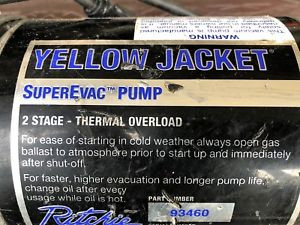 YELLOW JACKET
SUPEREVAC™ PUMP
2 STAGE - THERMAL OVERLOAD
For ease of starting in cold weather always open gas
ballast to atmosphere prior to start up and immediately
after shut-off.
For faster, higher evacuation and longer pump life,
change oil after every
usage while oil is hot.
PART NUMBER
93460
Ritchie
WARNING